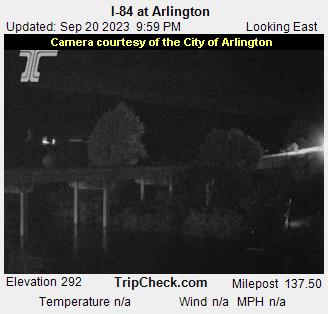 I-84 at Arlington
Updated: Sep 20 2023 9:59 PM Looking East
Camera courtesy of the City of Arlington
Elevation 292 TripCheck.com Milepost 137.50
Temperature n/a Wind n/a MPH n/a